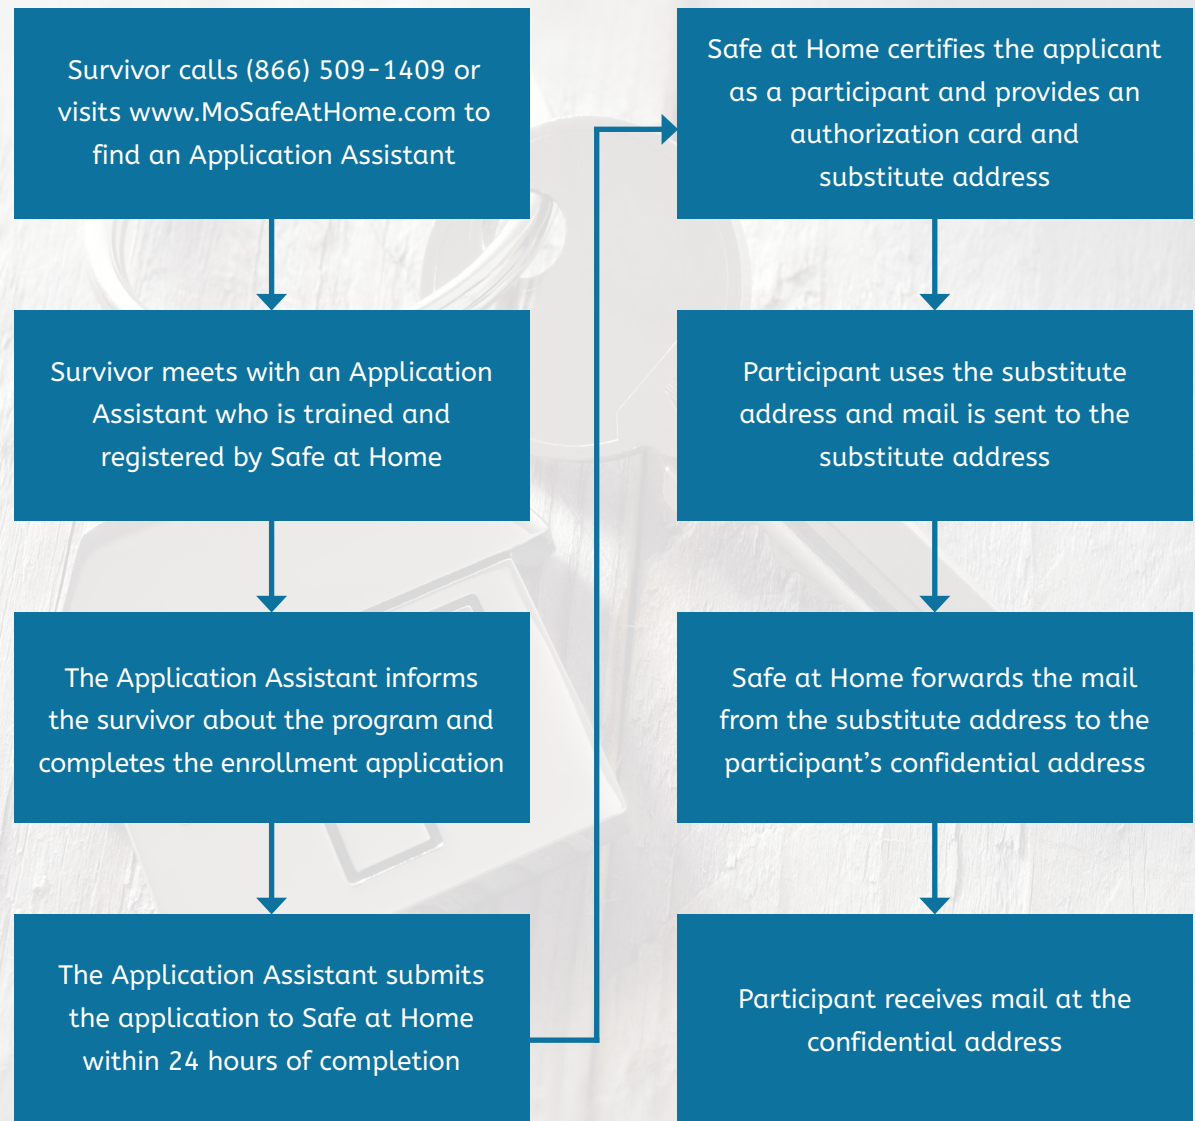 Survivor calls (866) 509-1409 or
visits www.MoSafeAtHome.com to
find an Application Assistant
Survivor meets with an Application
Assistant who is trained and
registered by Safe at Home
The Application Assistant informs
the survivor about the program and
completes the enrollment application
The Application Assistant submits
the application to Safe at Home
within 24 hours of completion
Safe at Home certifies the applicant
as a participant and provides an
authorization card and
substitute address
Participant uses the substitute
address and mail is sent to the
substitute address
Safe at Home forwards the mail
from the substitute address to the
participant’s confidential address
Participant receives mail at the
confidential address